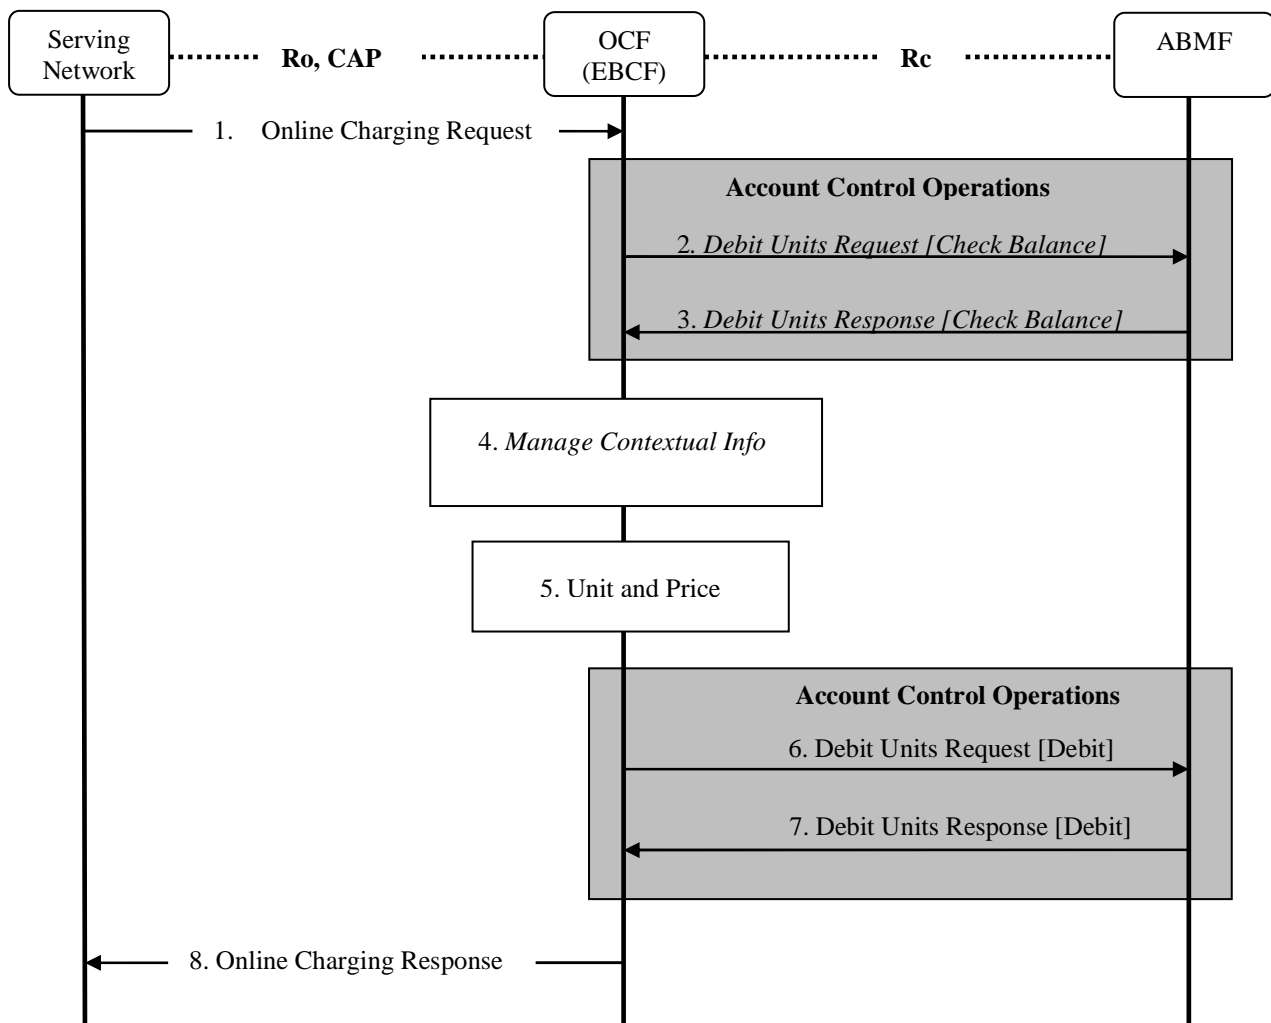 Serving
Network
Ro, CAP
OCF
(EBCF)
Rc
ABMF
1. Online Charging Request
Account Control Operations
2. Debit Units Request [Check Balance]
3. Debit Units Response [Check Balance]
4. Manage Contextual Info
5. Unit and Price
Account Control Operations
6. Debit Units Request [Debit]
7. Debit Units Response [Debit]
8. Online Charging Response